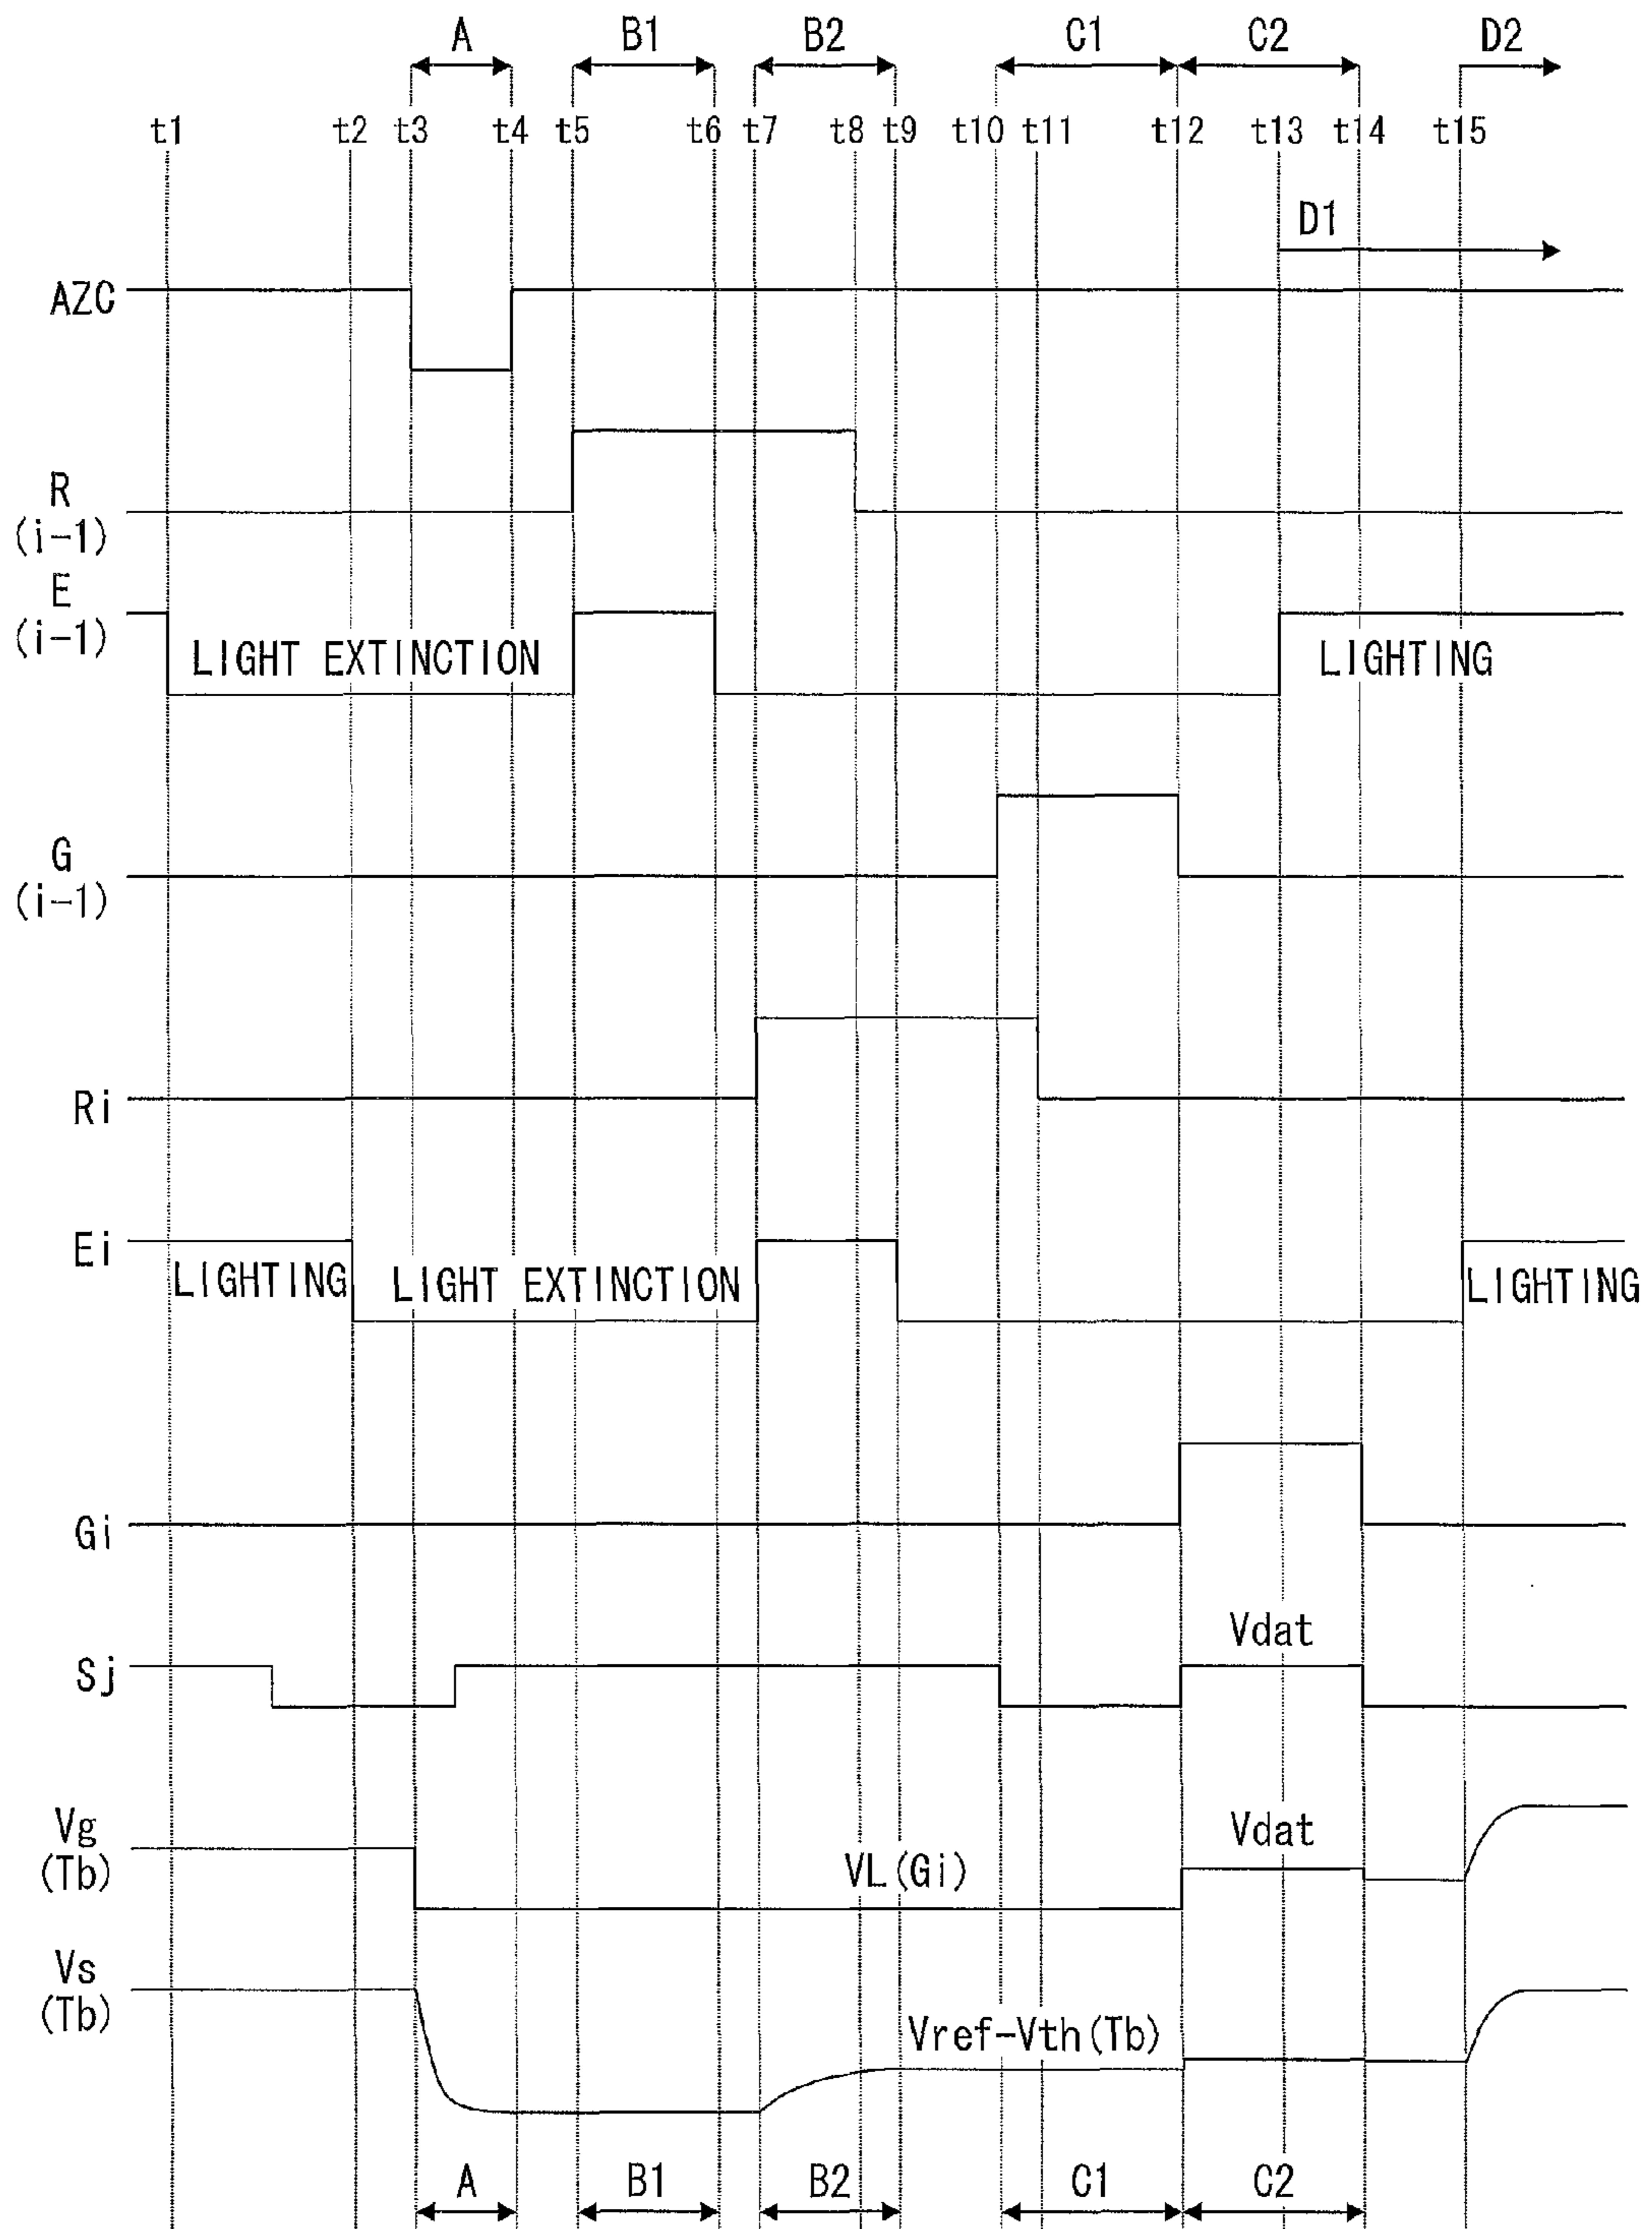 A B1 B2 C1 C2 D2
t1 t2 t3 t4 t5 t6 t7 t8 t9 t10 t11 t12 t13 t14 t15
D1
AZC
R
(i-1)
E
(i-1)
LIGHT EXTINCTION LIGHTING
G
(i-1)
Ri
Ei
LIGHTING LIGHT EXTINCTION LIGHTING
Gi
Vdat
Sj
Vg
(Tb)
Vdat
VL(Gi)
Vs
(Tb)
Vref-Vth(Tb)
A B1 B2 C1 C2